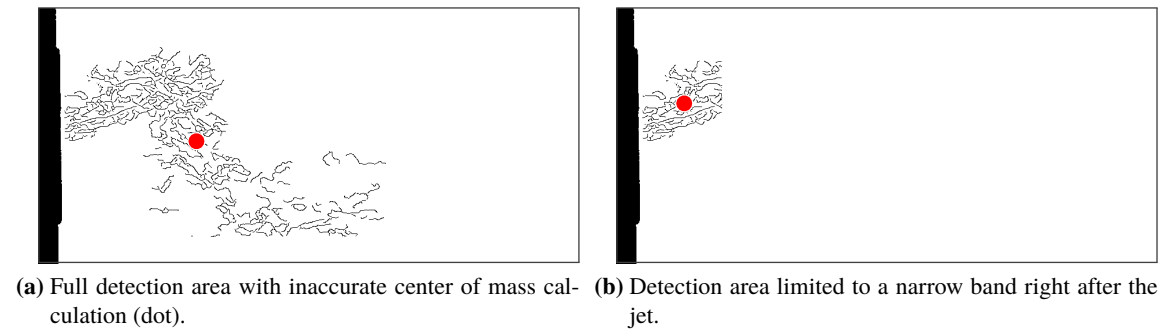 (a) Full detection area with inaccurate center of mass cal-
culation (dot).
(b) Detection area limited to a narrow band right after the
jet.